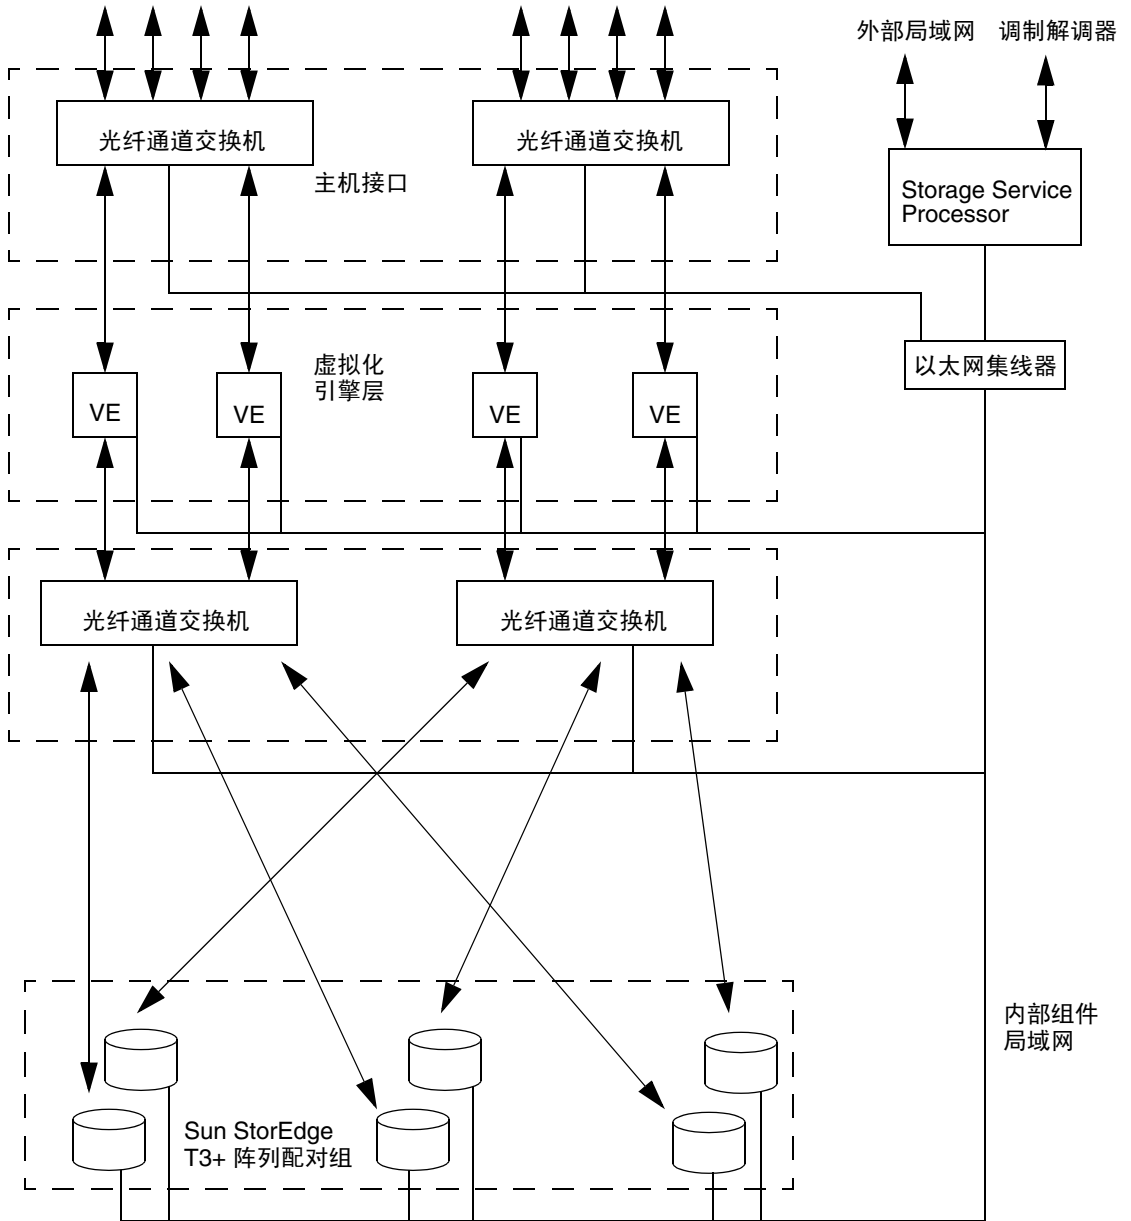 外部局域网 调制解调器
光纤通道交换机
光纤通道交换机
主机接口
Storage Service
Processor
虚拟化
引擎层
以太网集线器
VE
VE
VE
VE
光纤通道交换机
光纤通道交换机
内部组件
局域网
Sun StorEdge
T3+ 阵列配对组